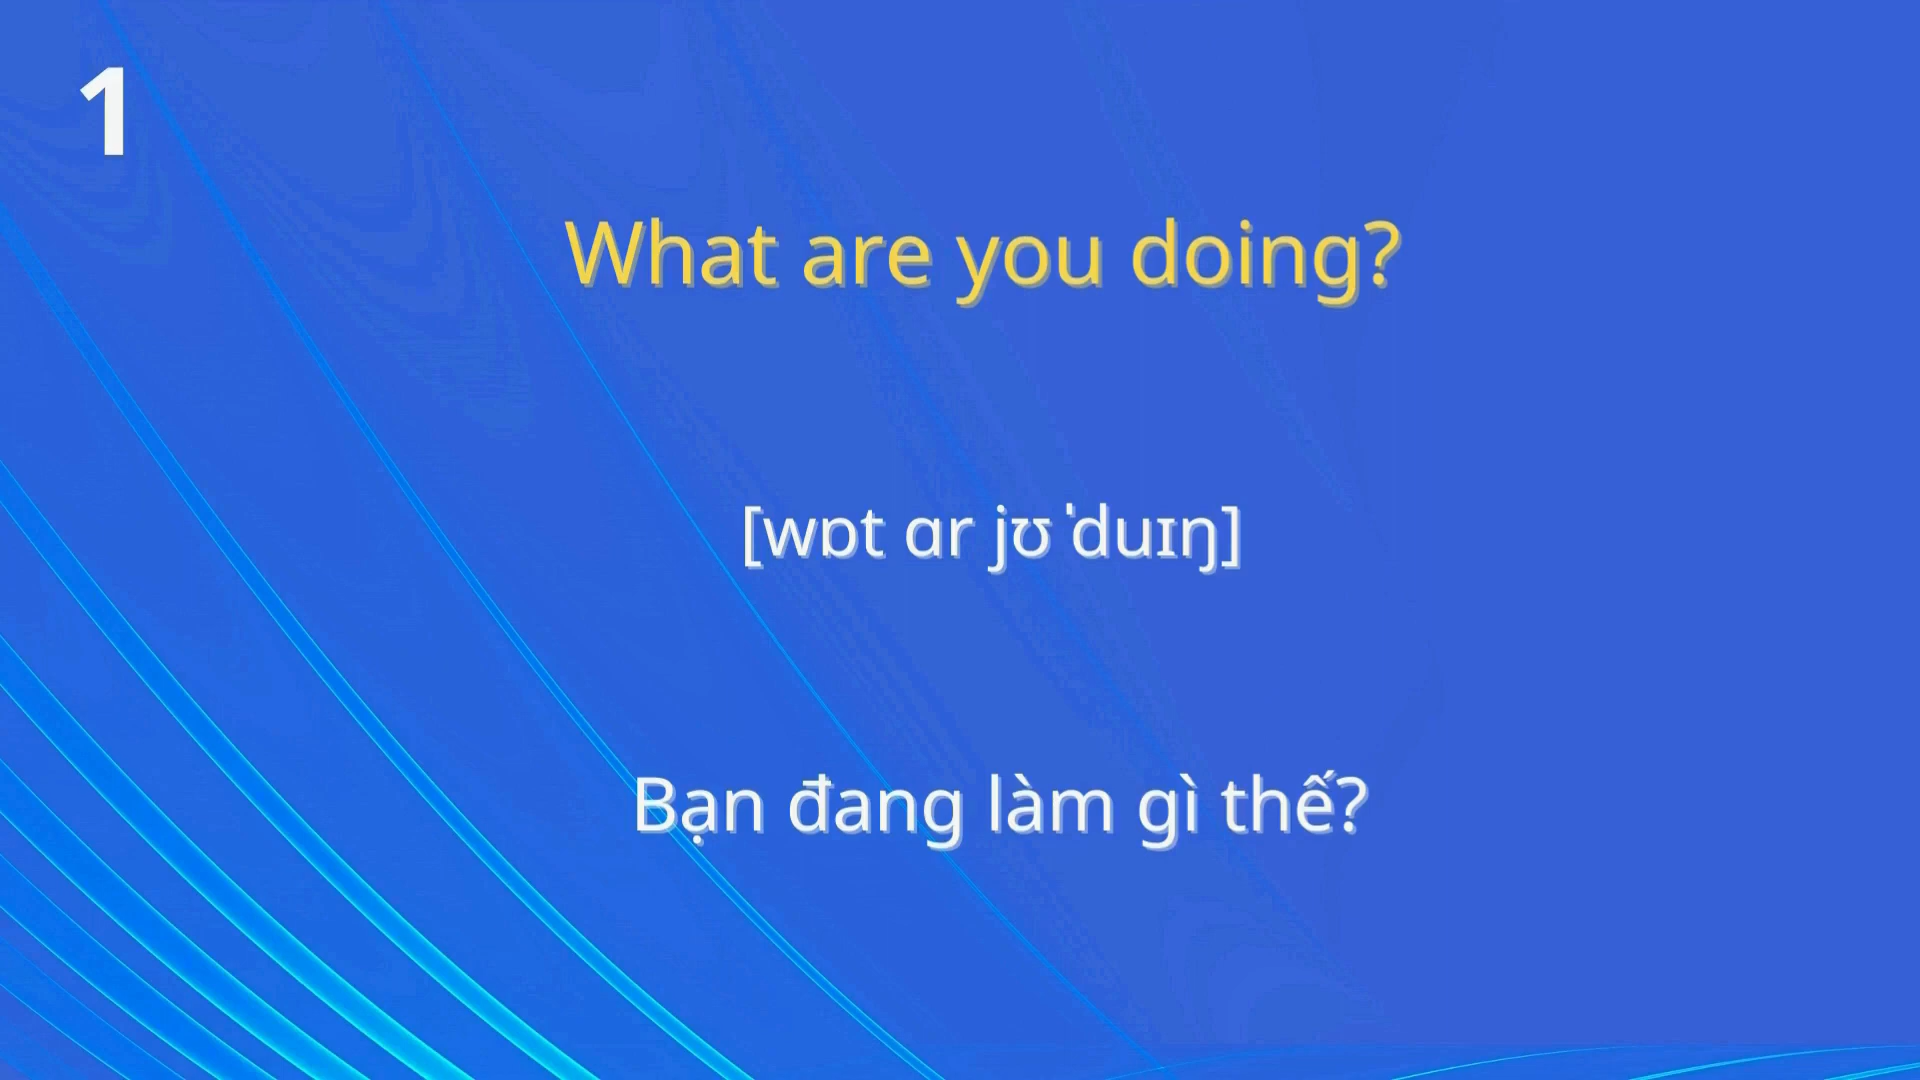 1
What are you doing?
[wɒt ɑr jʊ ˈduɪŋ]
Bạn đang làm gì thế?